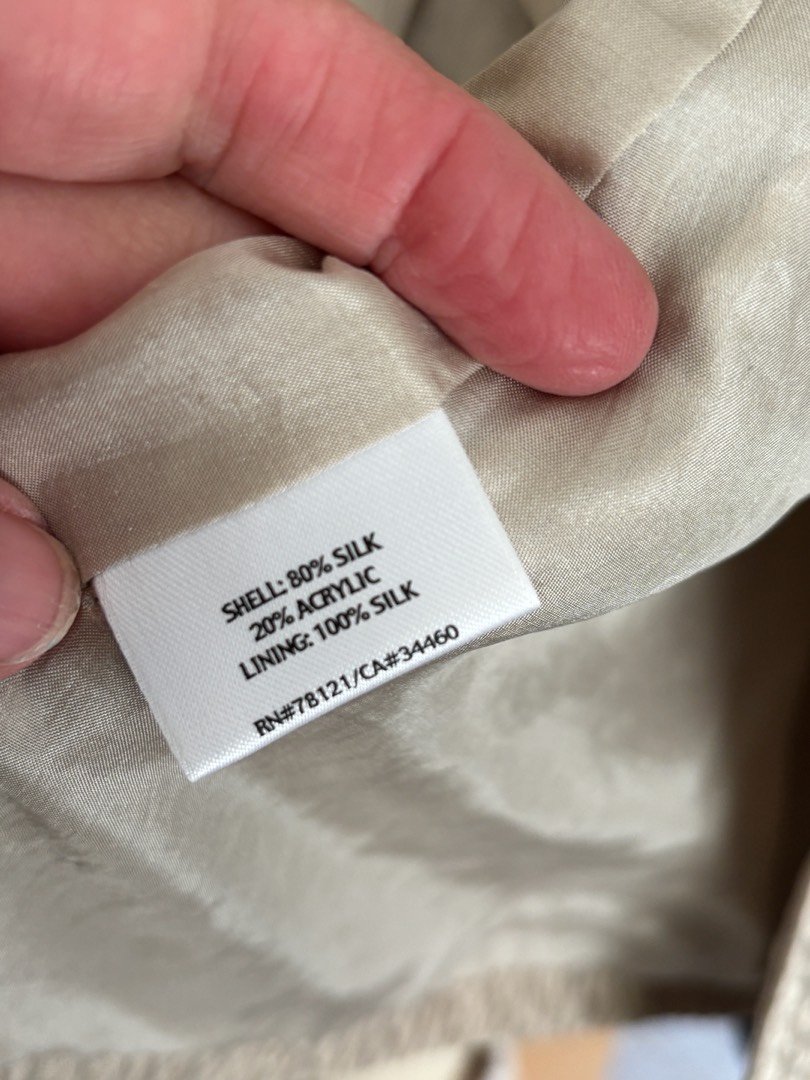 SHELL: 80% SILK
20% ACRYLIC
LINING: 100% SILK
RN#78121/CA#34460